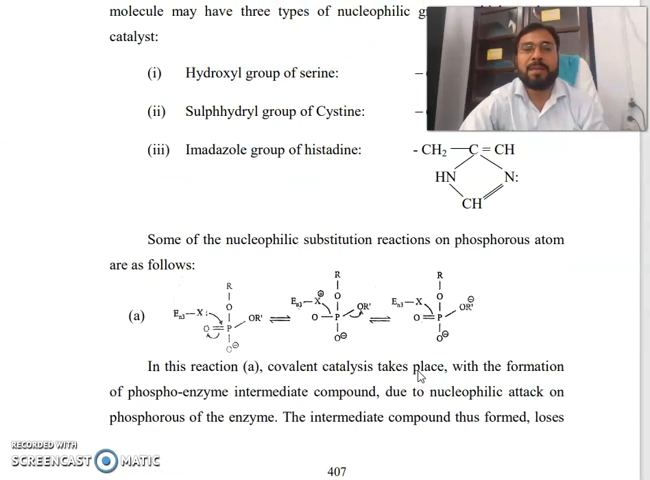 molecule may have three types of nucleophilic
catalyst:
(i) Hydroxyl group of serine:
(ii) Sulphhydryl group of Cystine:
(iii) Imadazole group of histadine: - CH₂ — C = CH
HN N:
CH
Some of the nucleophilic substitution reactions on phosphorous atom
are as follows:
R R R
O O O
(a) Enz—X: O=P OR' ⇌ Enz—X⊕ O—P OR' ⇌ Enz—X O=P OR'⊖
O⊖ O⊖ O⊖
In this reaction (a), covalent catalysis takes place, with the formation
of phospho-enzyme intermediate compound, due to nucleophilic attack on
phosphorous of the enzyme. The intermediate compound thus formed, loses
RECORDED WITH
SCREENCAST MATIC
407